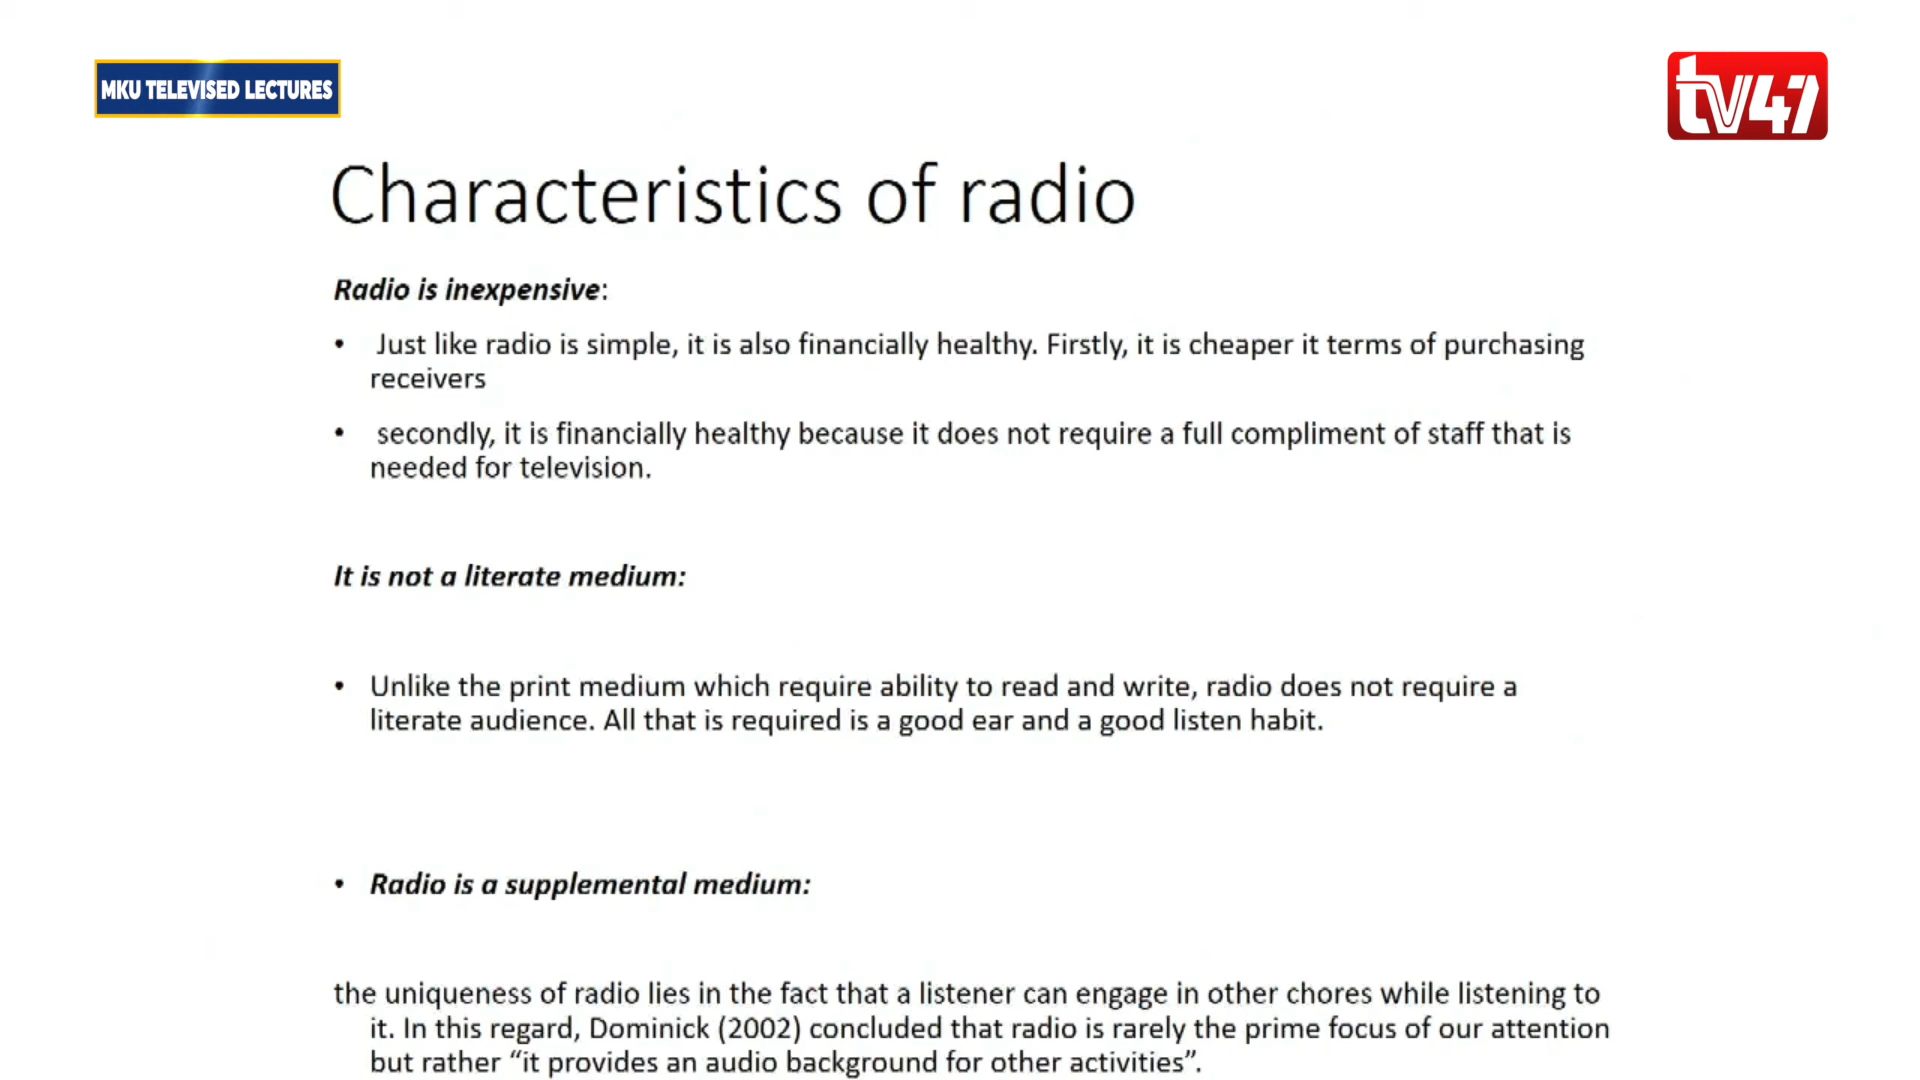 MKU TELEVISED LECTURES
tv47
Characteristics of radio
Radio is inexpensive:
• Just like radio is simple, it is also financially healthy. Firstly, it is cheaper it terms of purchasing
receivers
• secondly, it is financially healthy because it does not require a full compliment of staff that is
needed for television.
It is not a literate medium:
• Unlike the print medium which require ability to read and write, radio does not require a
literate audience. All that is required is a good ear and a good listen habit.
• Radio is a supplemental medium:
the uniqueness of radio lies in the fact that a listener can engage in other chores while listening to
it. In this regard, Dominick (2002) concluded that radio is rarely the prime focus of our attention
but rather “it provides an audio background for other activities”.